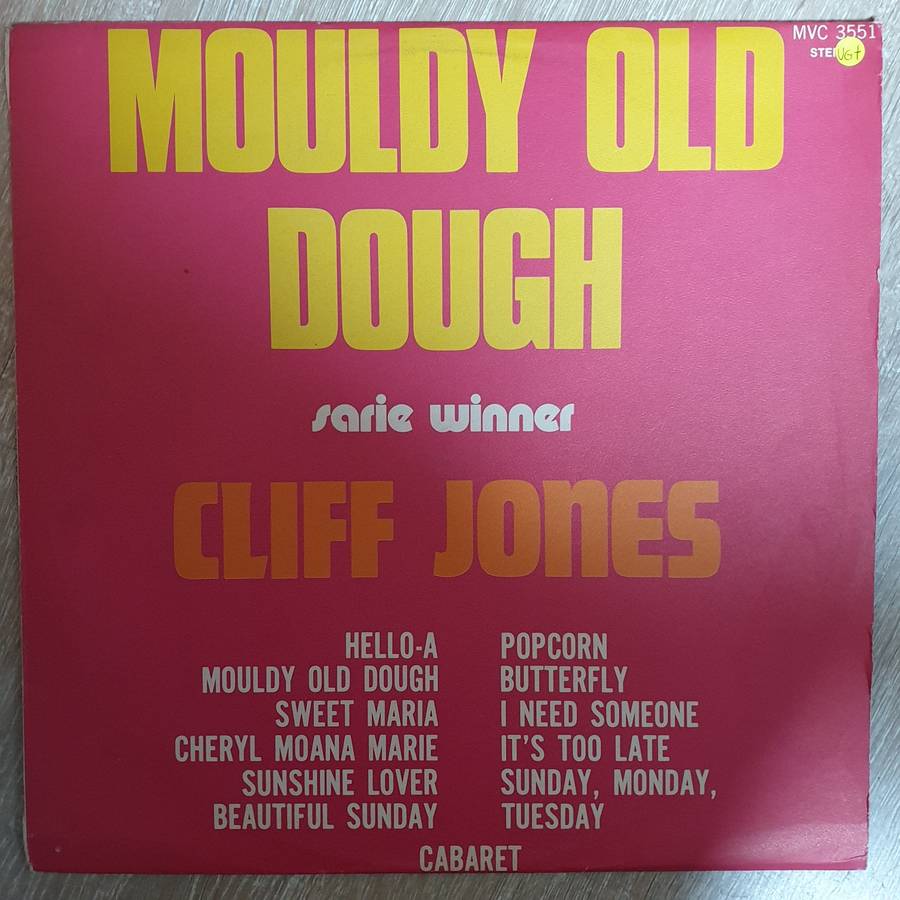 MVC 3551
STE
VG+
MOULDY OLD
DOUGH
sarie winner
CLIFF JONES
HELLO-A
MOULDY OLD DOUGH
SWEET MARIA
CHERYL MOANA MARIE
SUNSHINE LOVER
BEAUTIFUL SUNDAY
POPCORN
BUTTERFLY
I NEED SOMEONE
IT'S TOO LATE
SUNDAY, MONDAY,
TUESDAY
CABARET